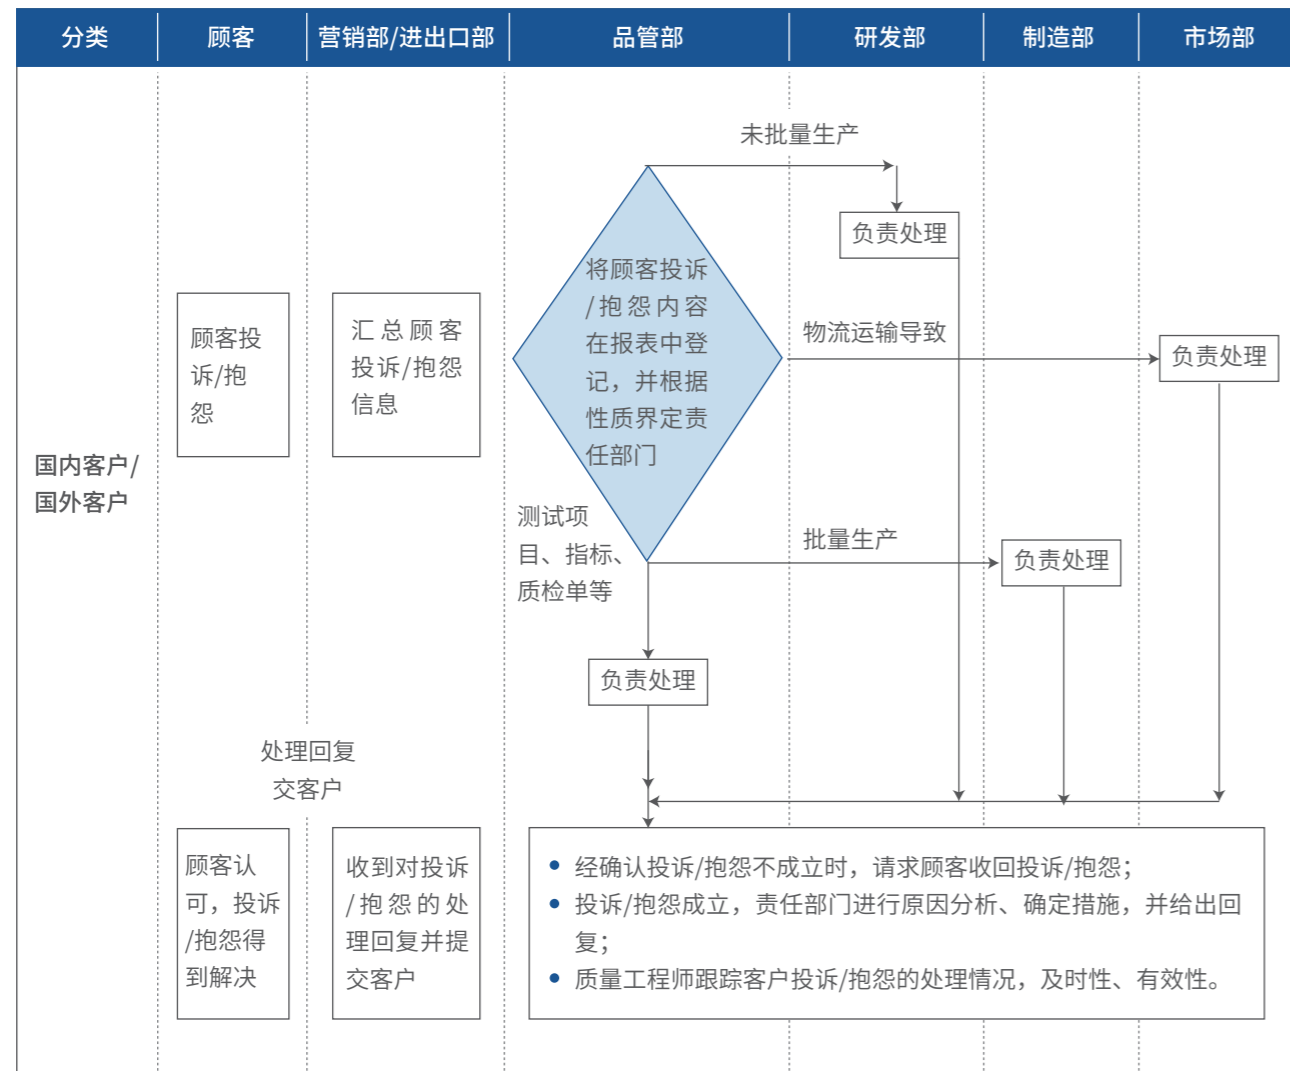 分类 顾客 营销部/进出口部 品管部 研发部 制造部 市场部
未批量生产
负责处理
国内客户/
国外客户
顾客投
诉/抱
怨
汇总顾客
投诉/抱怨
信息
将顾客投诉
/抱怨内容
在报表中登
记，并根据
性质界定责
任部门
物流运输导致
负责处理
测试项
目、指标、
质检单等
批量生产
负责处理
负责处理
处理回复
交客户
顾客认
可，投诉
/抱怨得
到解决
收到对投诉
/抱怨的处
理回复并提
交客户
经确认投诉/抱怨不成立时，请求顾客收回投诉/抱怨；
投诉/抱怨成立，责任部门进行原因分析、确定措施，并给出回
复；
质量工程师跟踪客户投诉/抱怨的处理情况，及时性、有效性。